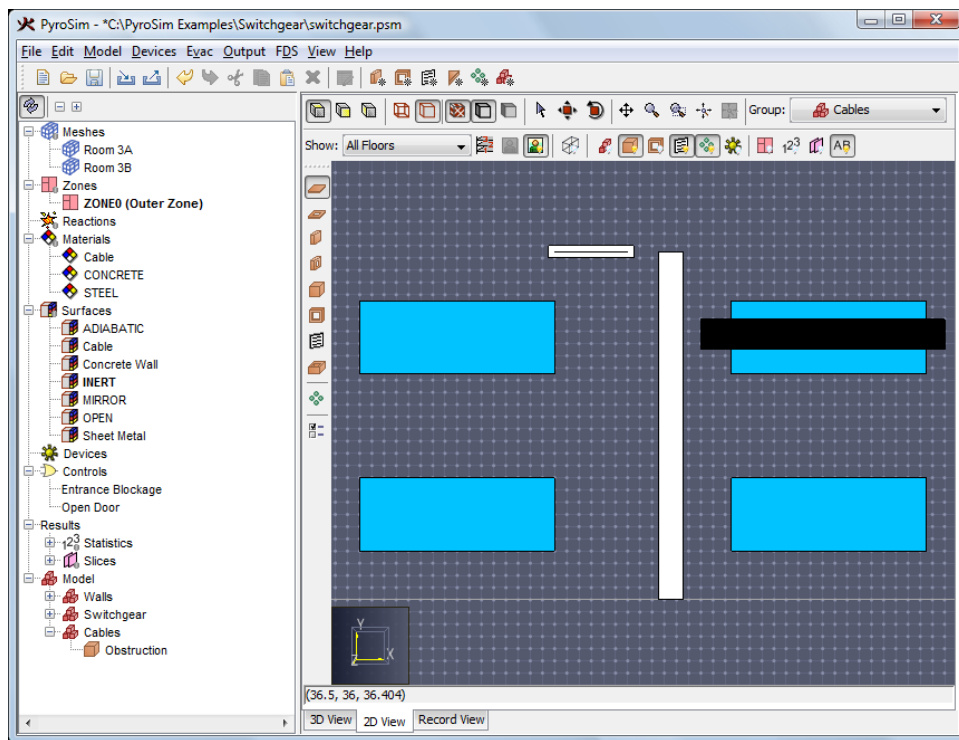 PyroSim - *C:\PyroSim Examples\Switchgear\switchgear.psm
File Edit Model Devices Evac Output FDS View Help
Group: Cables
Show: All Floors
123
AB
Meshes
Room 3A
Room 3B
Zones
ZONE0 (Outer Zone)
Reactions
Materials
Cable
CONCRETE
STEEL
Surfaces
ADIABATIC
Cable
Concrete Wall
INERT
MIRROR
OPEN
Sheet Metal
Devices
Controls
Entrance Blockage
Open Door
Results
123 Statistics
Slices
Model
Walls
Switchgear
Cables
Obstruction
Y
Z X
(36.5, 36, 36.404)
3D View 2D View Record View